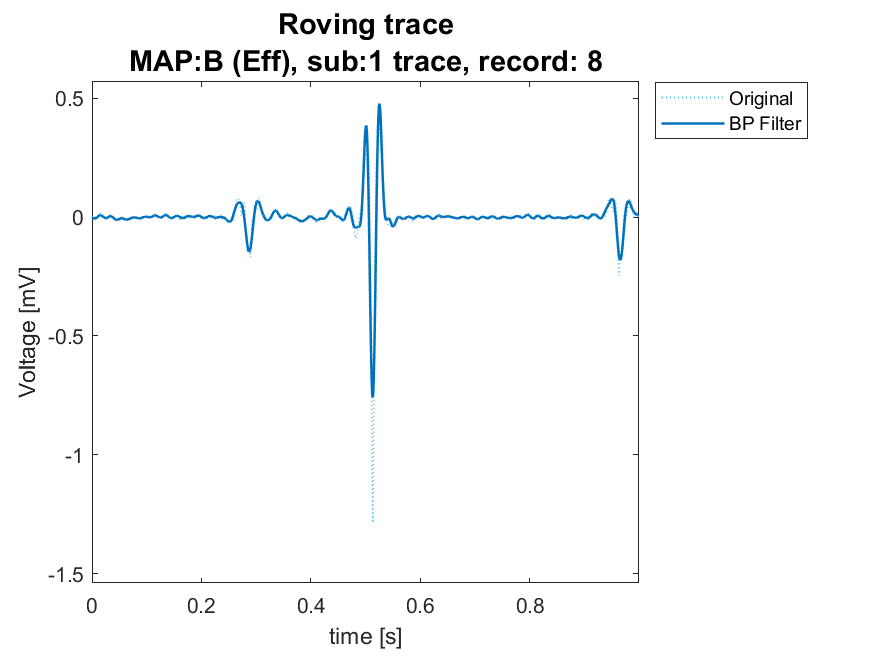 Roving trace
MAP:B (Eff), sub:1 trace, record: 8
Original
BP Filter
0.5
0
-0.5
-1
-1.5
Voltage [mV]
0
0.2
0.4
0.6
0.8
time [s]